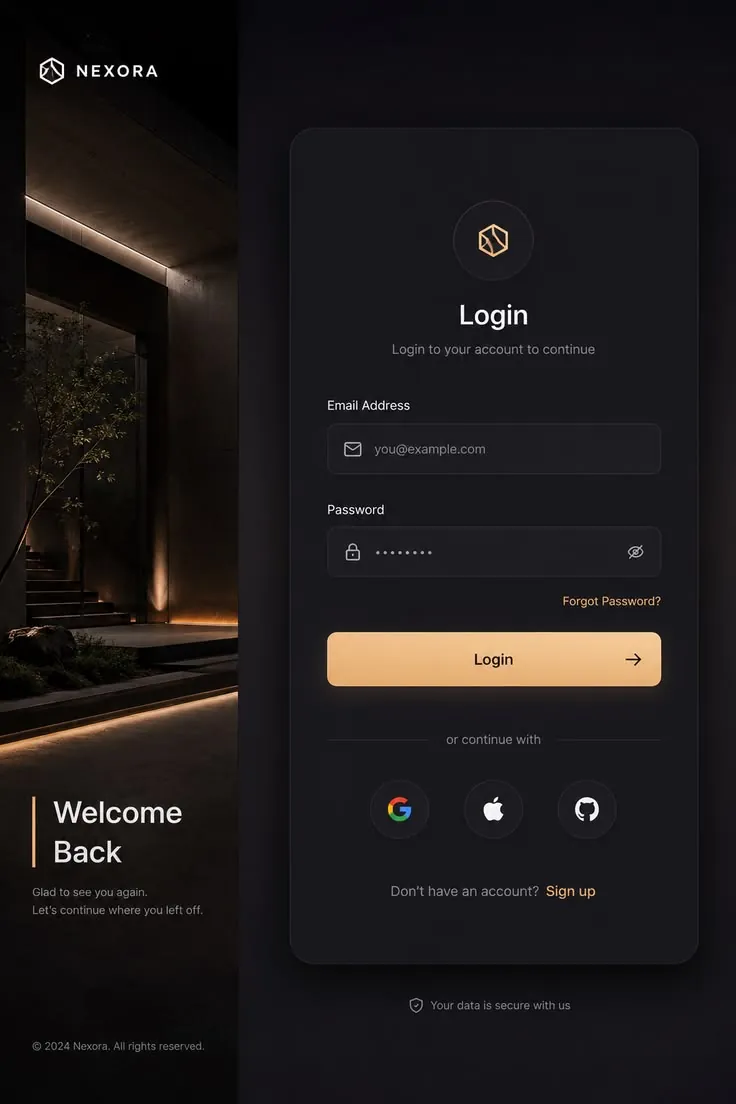 NEXORA
Welcome
Back
Glad to see you again.
Let's continue where you left off.
© 2024 Nexora. All rights reserved.
Login
Login to your account to continue
Email Address
you@example.com
Password
Forgot Password?
Login
or continue with
Don't have an account? Sign up
Your data is secure with us